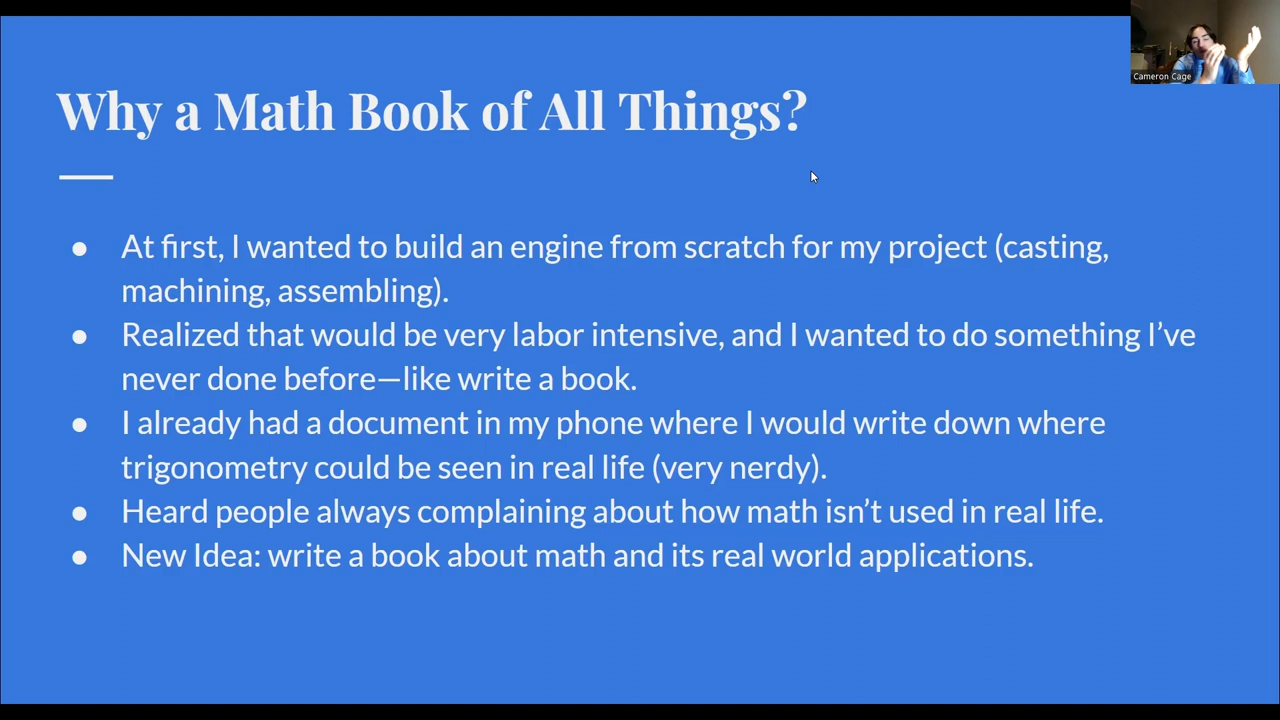 Cameron Cage
Why a Math Book of All Things?
● At first, I wanted to build an engine from scratch for my project (casting,
machining, assembling).
● Realized that would be very labor intensive, and I wanted to do something I’ve
never done before—like write a book.
● I already had a document in my phone where I would write down where
trigonometry could be seen in real life (very nerdy).
● Heard people always complaining about how math isn’t used in real life.
● New Idea: write a book about math and its real world applications.